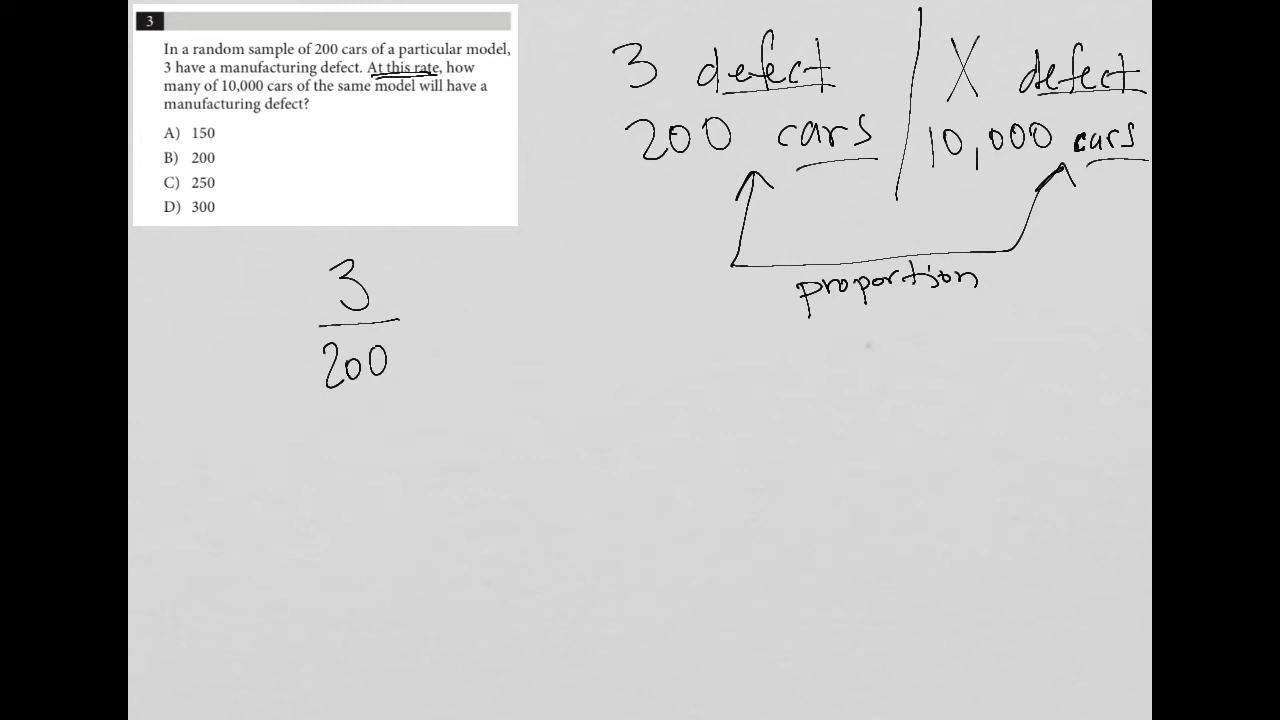 3
In a random sample of 200 cars of a particular model,
3 have a manufacturing defect. At this rate, how
many of 10,000 cars of the same model will have a
manufacturing defect?
A) 150
B) 200
C) 250
D) 300
3 defect
200 cars
X defect
10,000 cars
proportion
3
200